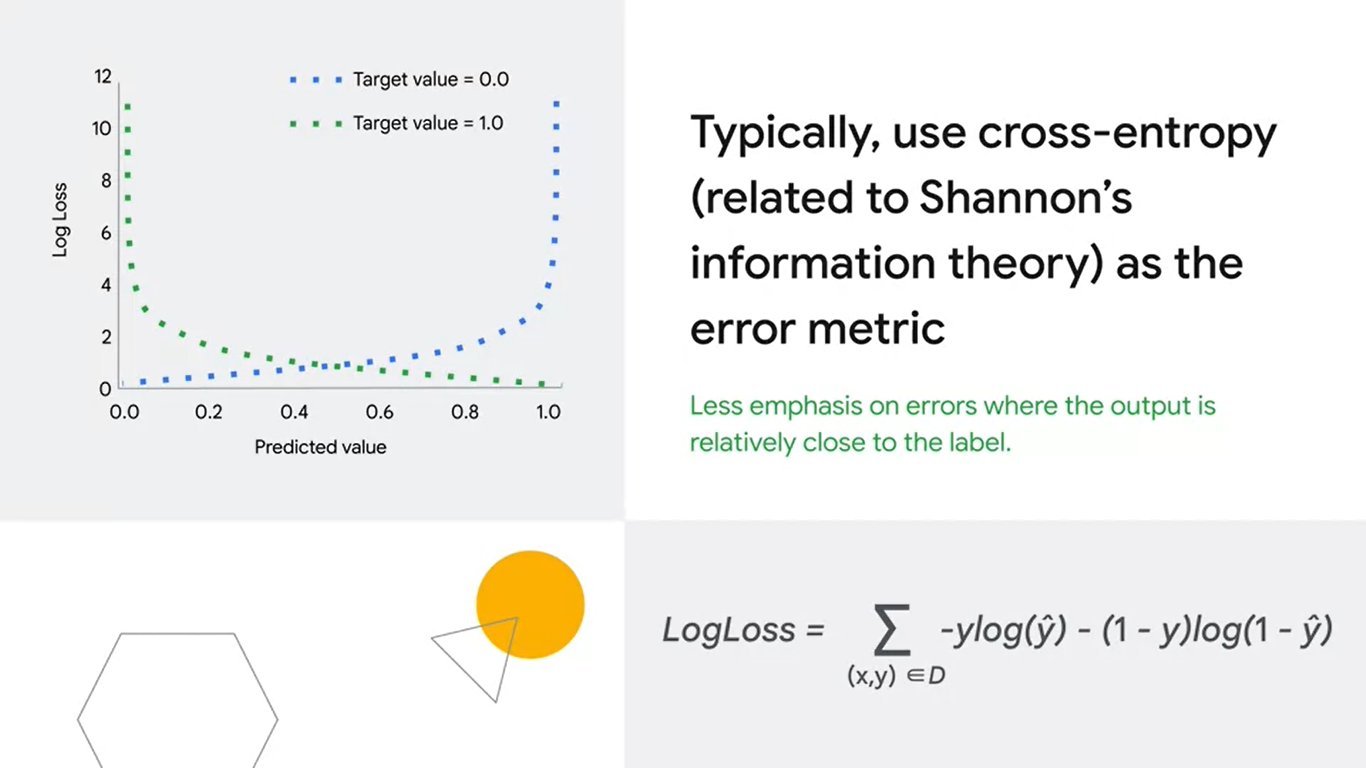 12
10
8
6
4
2
0
Log Loss
Target value = 0.0
Target value = 1.0
0.0 0.2 0.4 0.6 0.8 1.0
Predicted value
Typically, use cross-entropy
(related to Shannon’s
information theory) as the
error metric
Less emphasis on errors where the output is
relatively close to the label.
LogLoss = ∑ -ylog(ŷ) - (1 - y)log(1 - ŷ)
(x,y) ∈ D